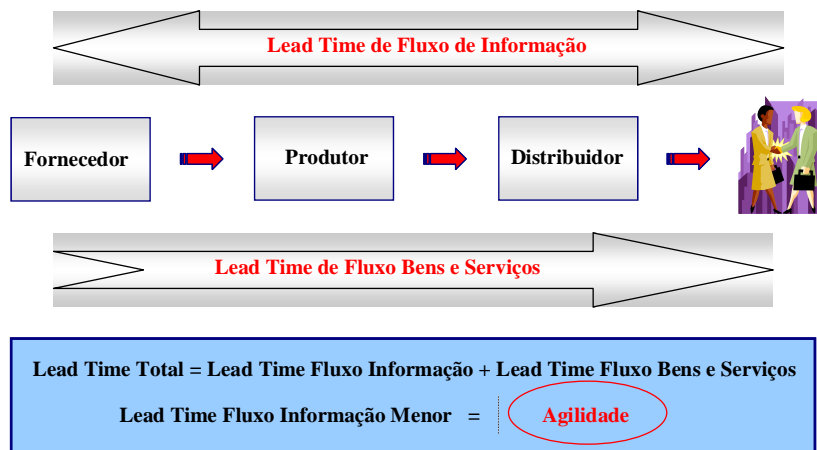 Lead Time de Fluxo de Informação
Fornecedor
Produtor
Distribuidor
Lead Time de Fluxo Bens e Serviços
Lead Time Total = Lead Time Fluxo Informação + Lead Time Fluxo Bens e Serviços
Lead Time Fluxo Informação Menor = Agilidade